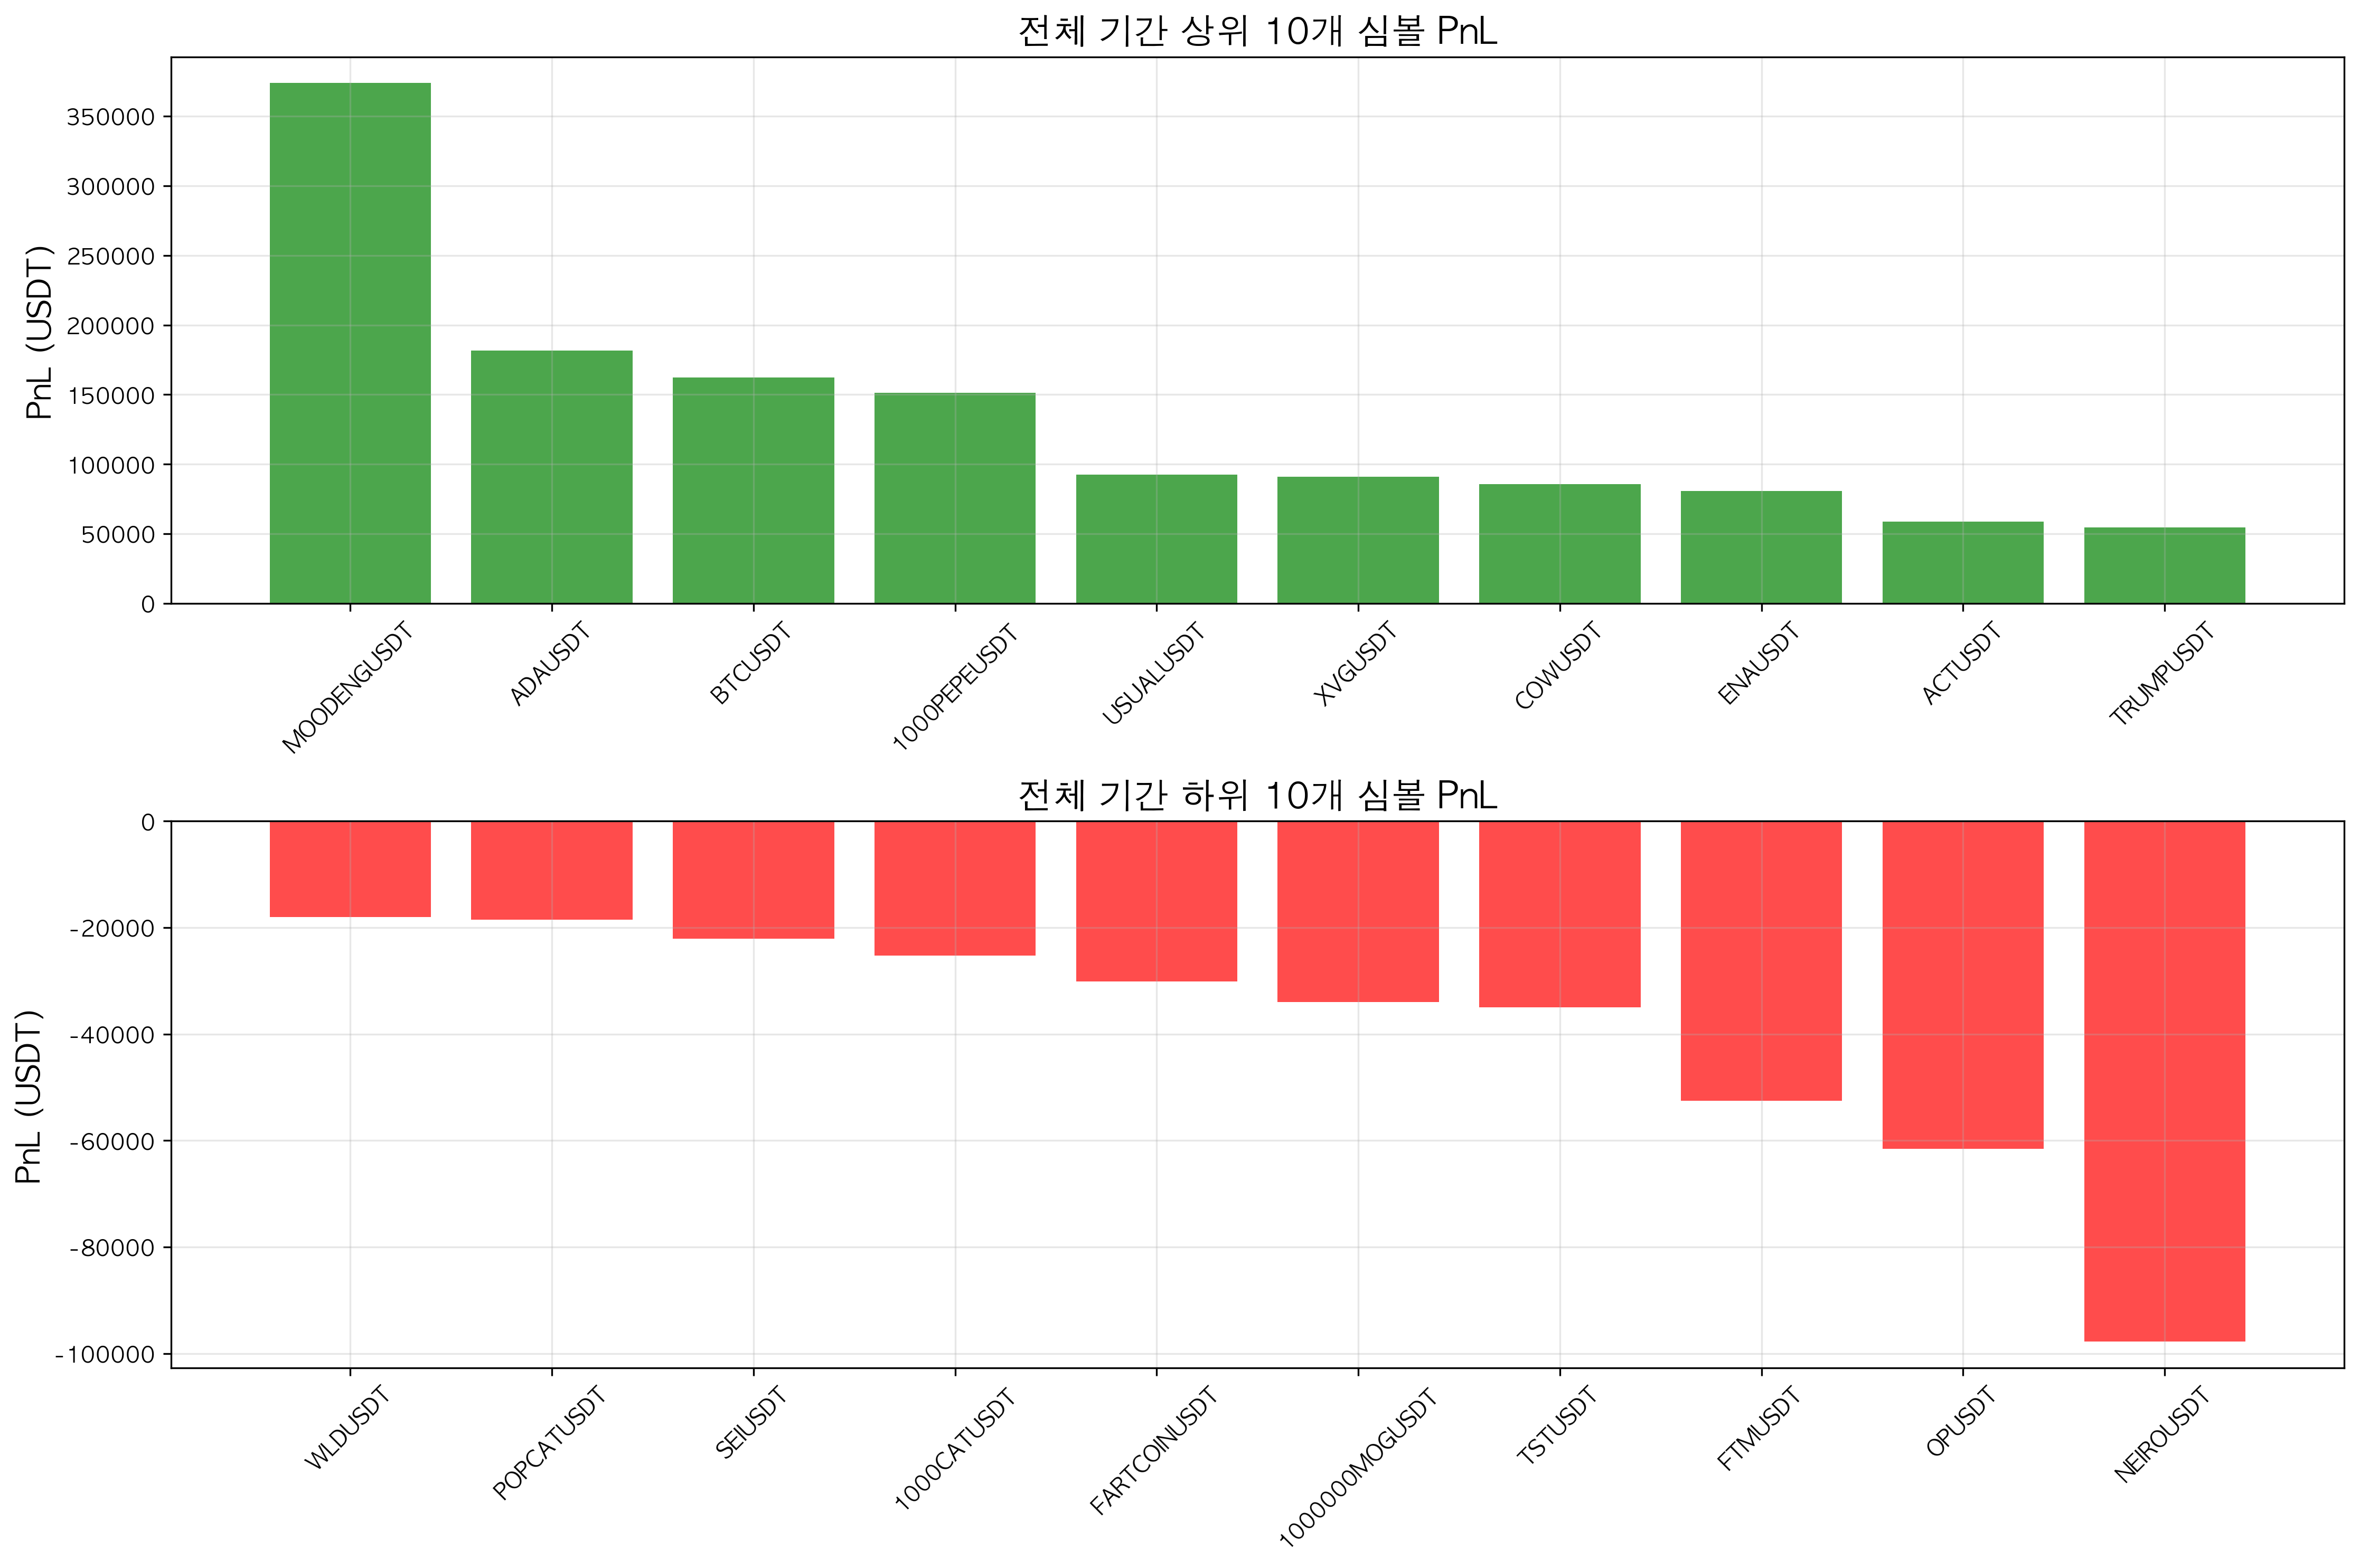 전체 기간 상위 10개 심볼 PnL
PnL (USDT)
350000
300000
250000
200000
150000
100000
50000
0
MOODENGUSDT
ADAUSDT
BTCUSDT
1000PEPEUSDT
USUALUSDT
XVGUSDT
COWUSDT
ENAUSDT
ACTUSDT
TRUMPUSDT
전체 기간 하위 10개 심볼 PnL
PnL (USDT)
0
-20000
-40000
-60000
-80000
-100000
WLDUSDT
POPCATUSDT
SEIUSDT
1000CATUSDT
FARTCOINUSDT
1000000MOGUSDT
TSTUSDT
FTMUSDT
OPUSDT
NEIROUSDT